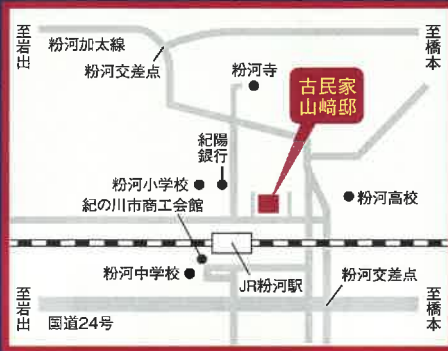 至岩出
粉河加太線
粉河交差点
粉河寺
至橋本
古民家
山﨑邸
紀陽
銀行
粉河小学校
紀の川市商工会館
粉河高校
粉河中学校
JR粉河駅
粉河交差点
至岩出
国道24号
至橋本